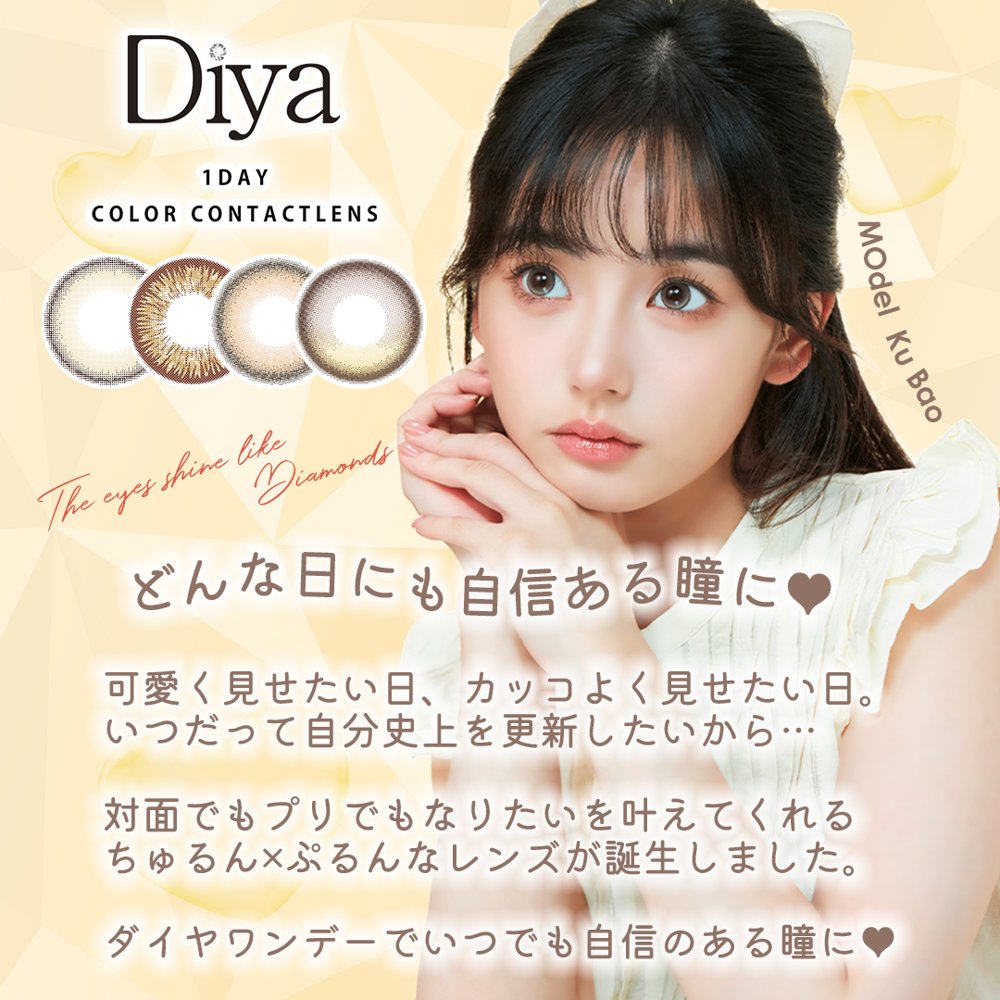 Diya
1DAY
COLOR CONTACTLENS
MOdel Ku Bao
The eyes shine like
Diamonds
どんな日にも自信ある瞳に♥
可愛く見せたい日、カッコよく見せたい日。
いつだって自分史上を更新したいから…
対面でもプリでもなりたいを叶えてくれる
ちゅるん×ぷるんなレンズが誕生しました。
ダイヤワンデーでいつでも自信のある瞳に♥